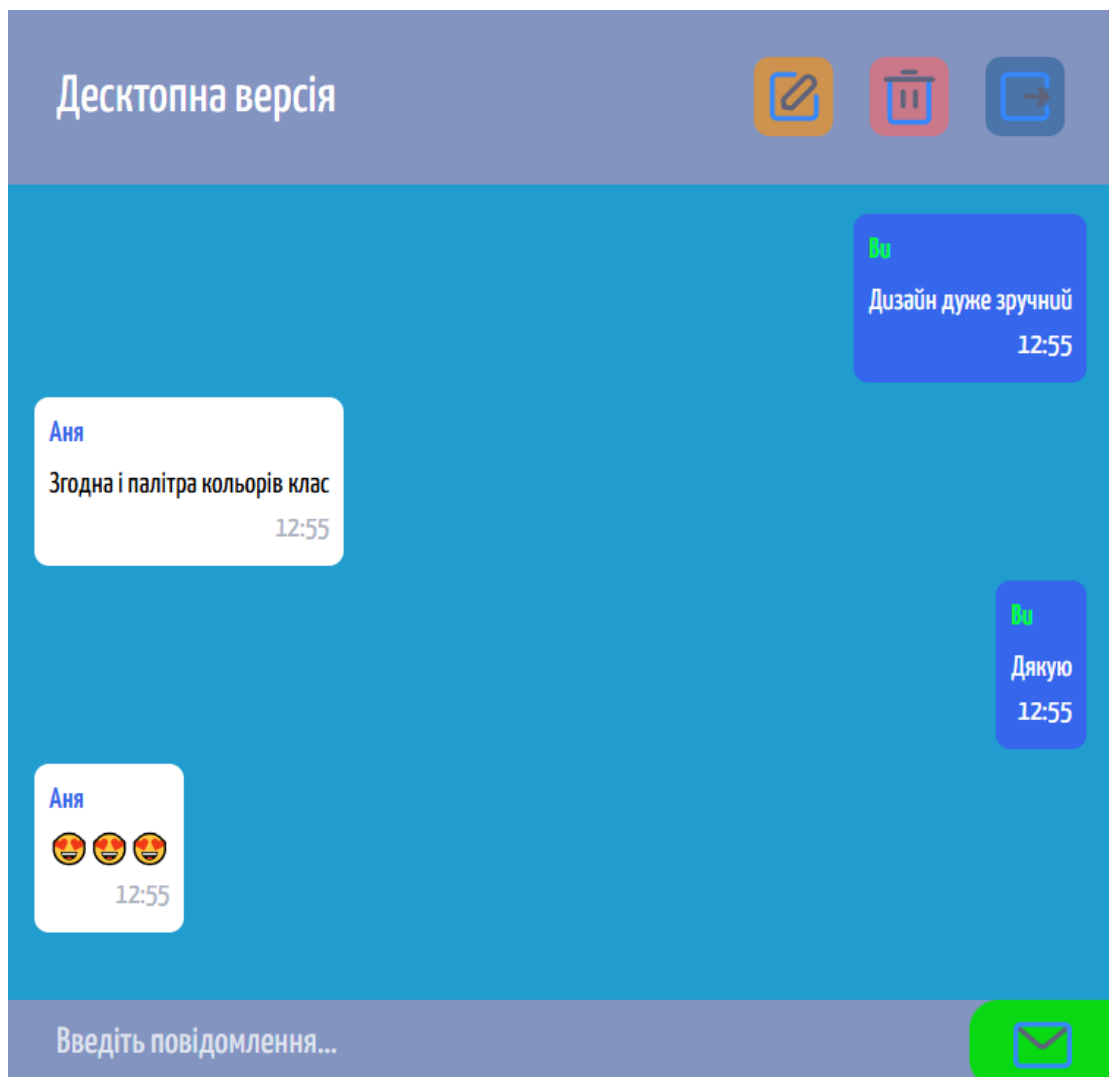 Десктопна версія
Ви
Дизайн дуже зручний
12:55
Аня
Згодна і палітра кольорів клас
12:55
Ви
Дякую
12:55
Аня
😍😍😍
12:55
Введіть повідомлення...